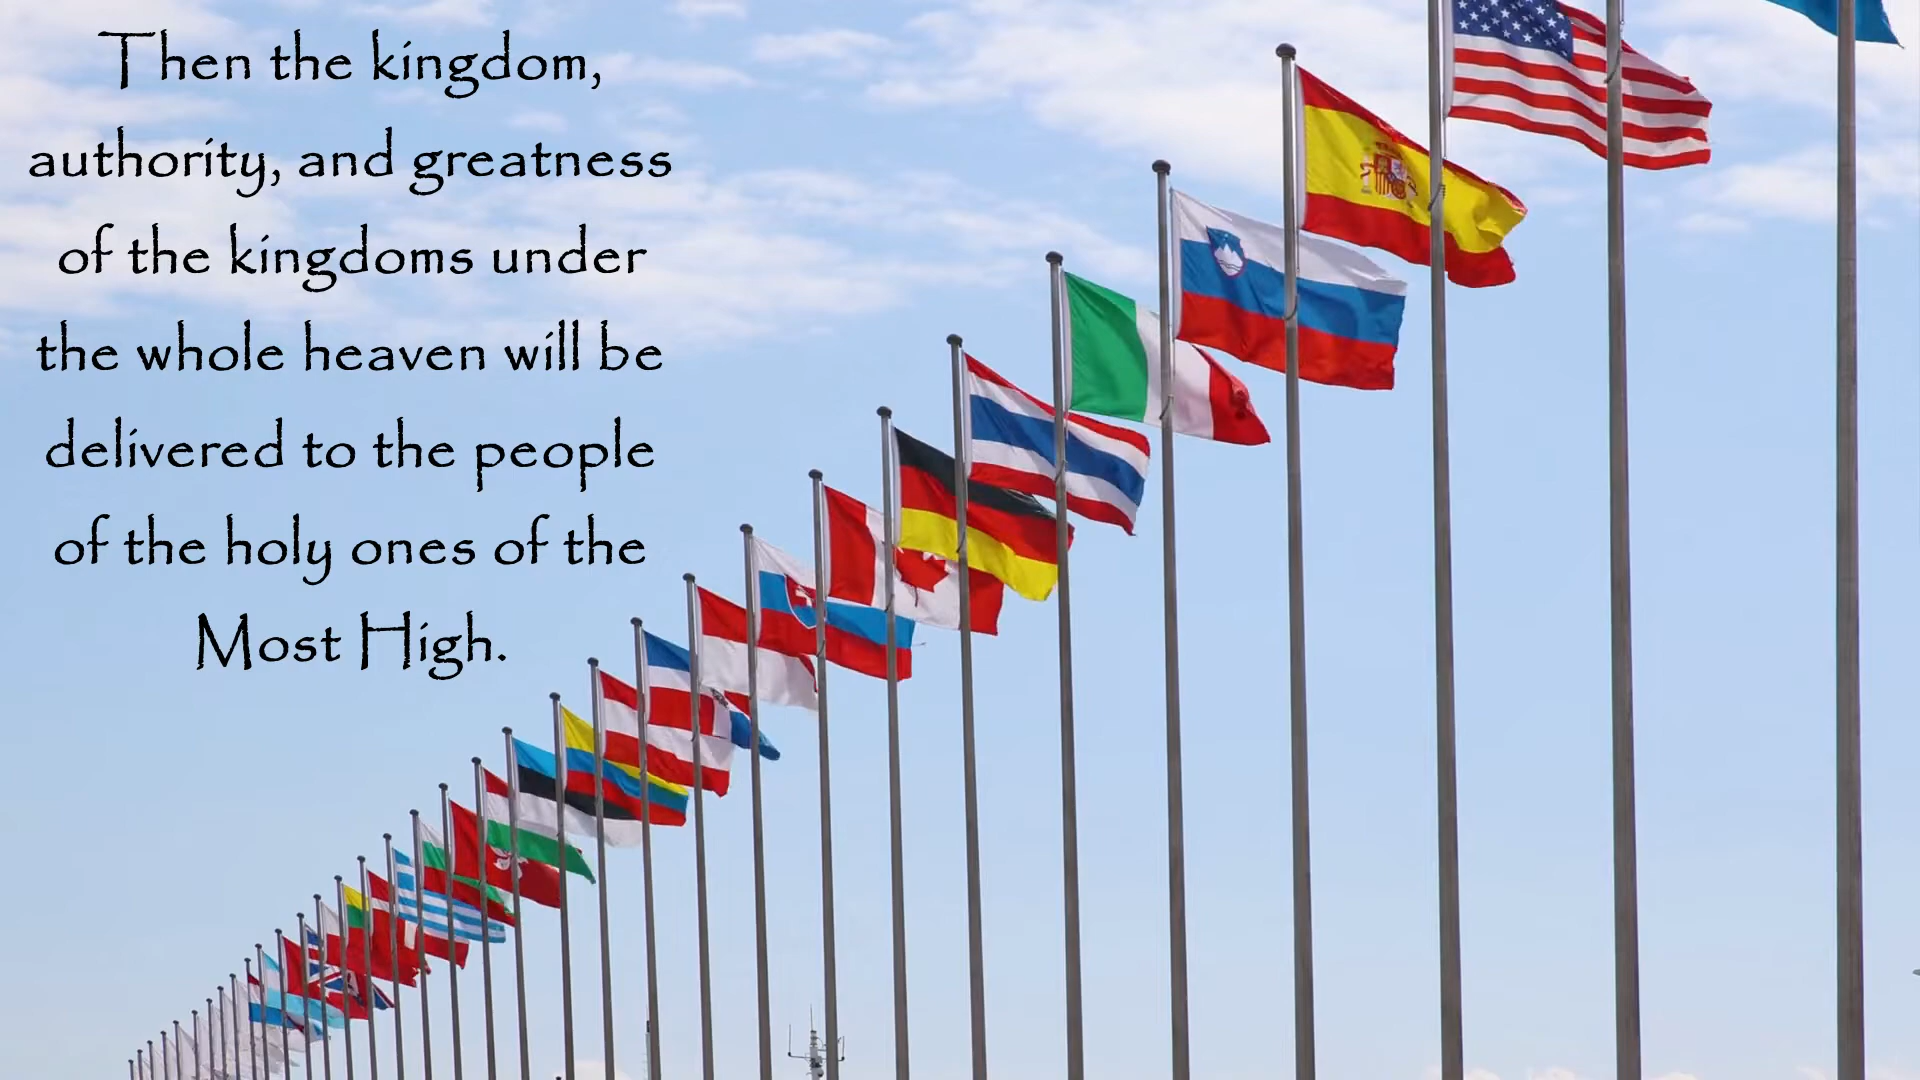 Then the kingdom,
authority, and greatness
of the kingdoms under
the whole heaven will be
delivered to the people
of the holy ones of the
Most High.